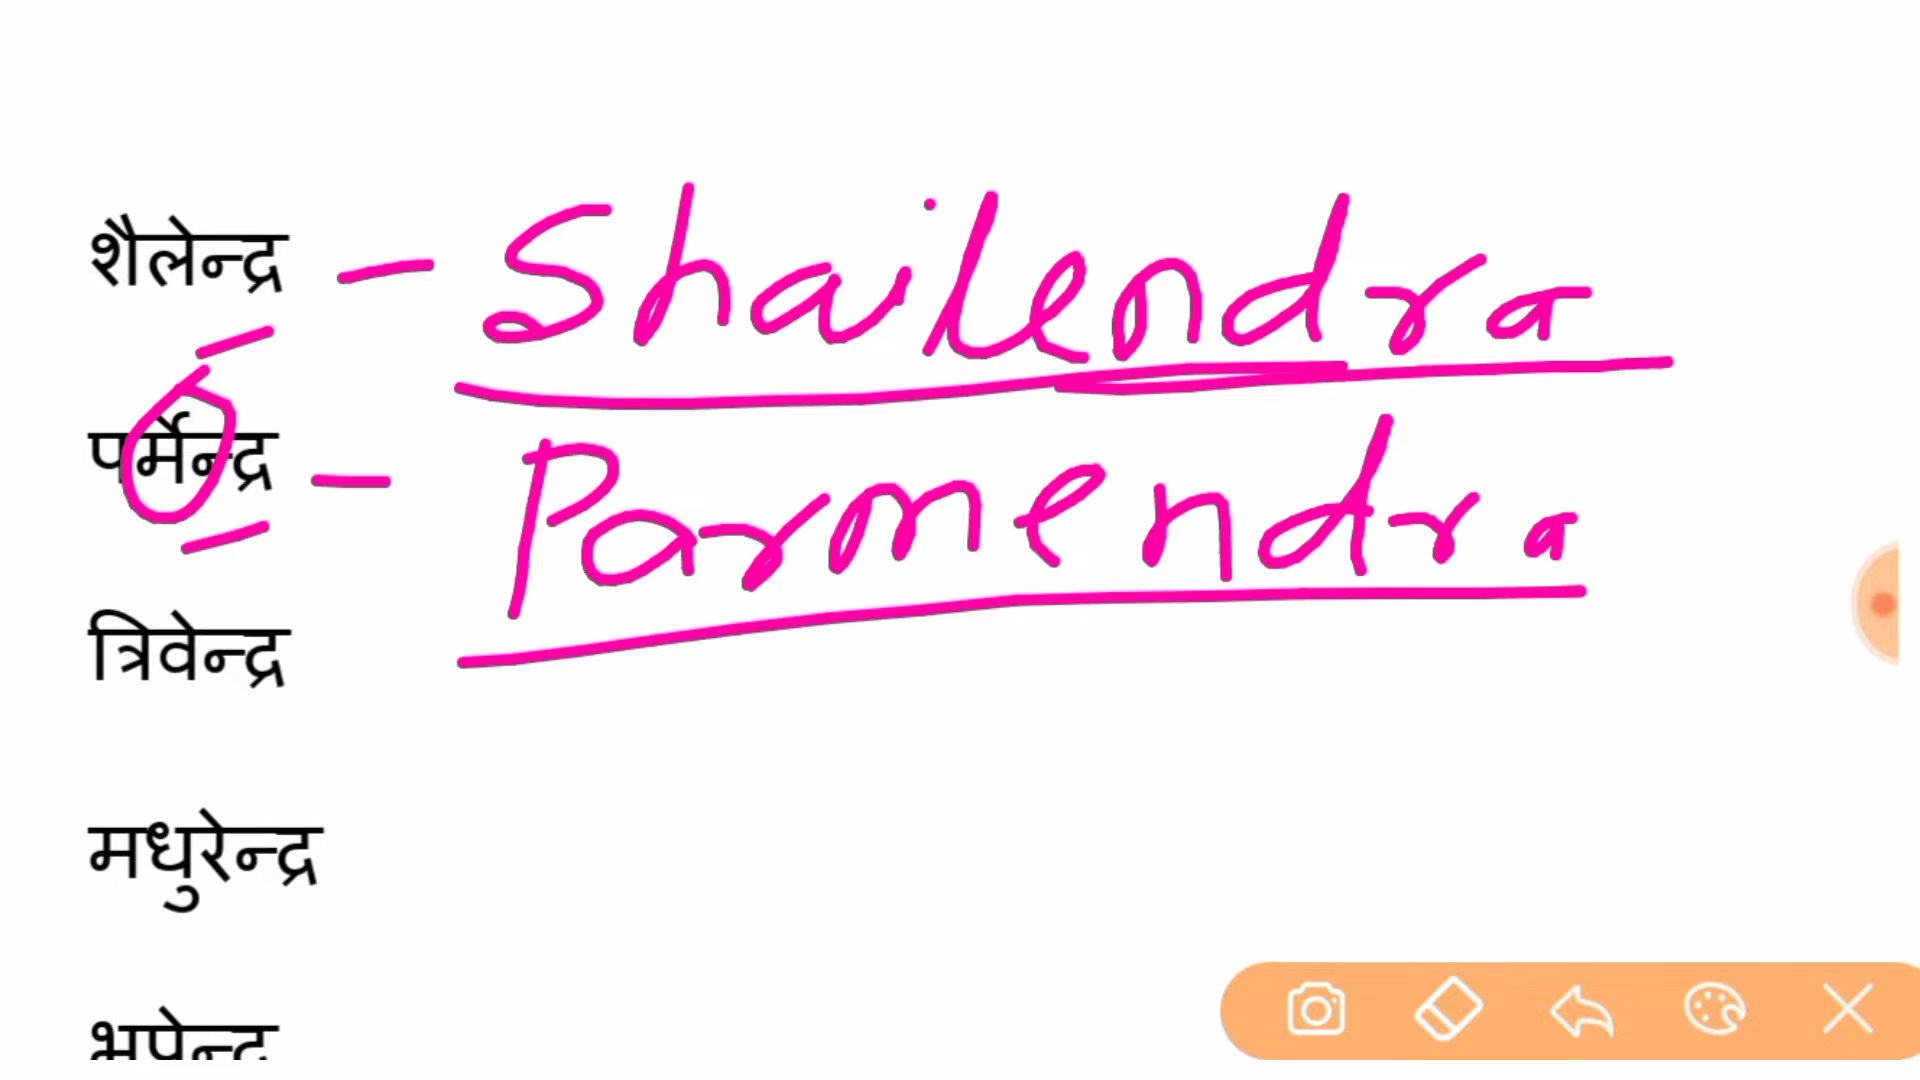 शैलेन्द्र - Shailendra
पर्मेन्द्र - Parmendra
त्रिवेन्द्र
मधुरेन्द्र